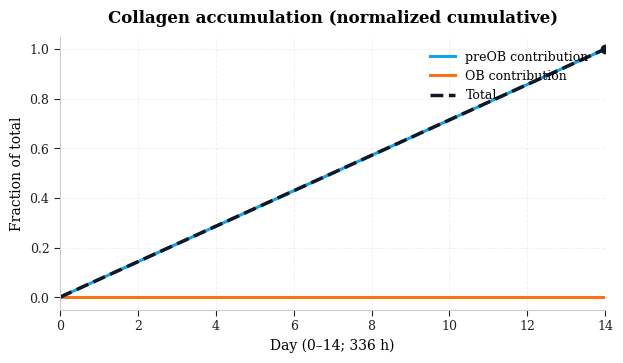 Collagen accumulation (normalized cumulative)
preOB contribution
OB contribution
Total
Fraction of total
1.0
0.8
0.6
0.4
0.2
0.0
0 2 4 6 8 10 12 14
Day (0–14; 336 h)